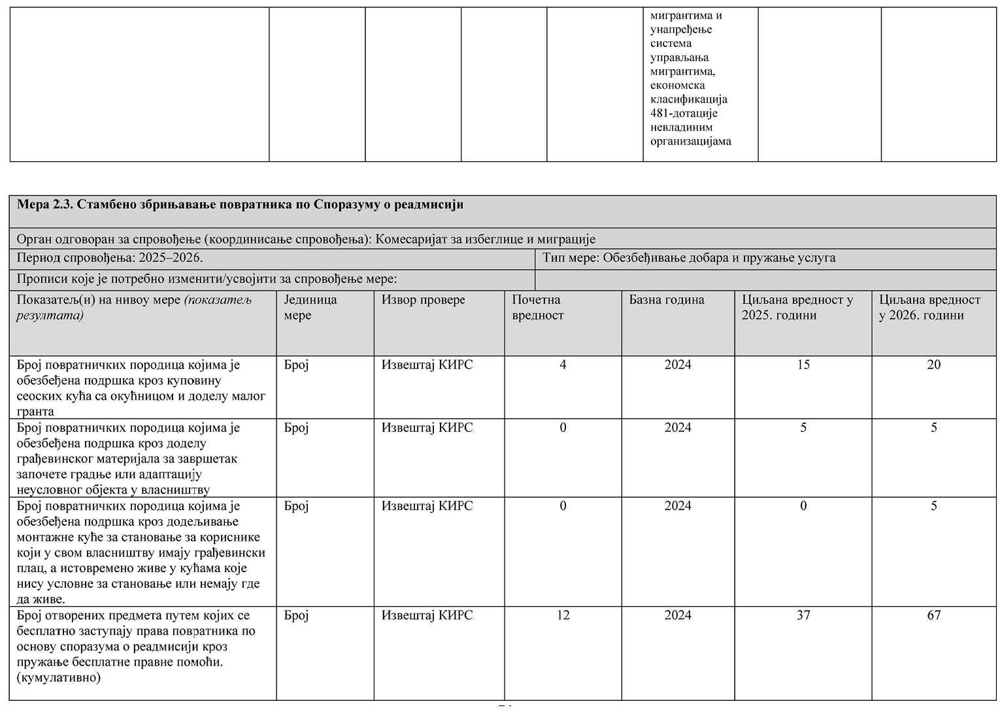 мигрантима и
унапређење
система
управљања
мигрантима,
економска
класификација
481-дотације
невладиним
организацијама
Мера 2.3. Стамбено збрињавање повратника по Споразуму о реадмисији
Орган одговоран за спровођење (координисање спровођења): Комесаријат за избеглице и миграције
Период спровођења: 2025–2026.
Тип мере: Обезбеђивање добара и пружање услуга
Прописи које је потребно изменити/усвојити за спровођење мере:
Показатељ(и) на нивоу мере (показатељ
резултата)
Јединица
мере
Извор провере
Почетна
вредност
Базна година
Циљана вредност у
2025. години
Циљана вредност
у 2026. години
Број повратничких породица којима је
обезбеђена подршка кроз куповину
сеоских кућа са окућницом и доделу малог
гранта
Број
Извештај КИРС
4
2024
15
20
Број повратничких породица којима је
обезбеђена подршка кроз доделу
грађевинског материјала за завршетак
започете градње или адаптацију
неусловног објекта у власништву
Број
Извештај КИРС
0
2024
5
5
Број повратничких породица којима је
обезбеђена подршка кроз додељивање
монтажне куће за становање за кориснике
који у свом власништву имају грађевински
плац, а истовремено живе у кућама које
нису условне за становање или немају где
да живе.
Број
Извештај КИРС
0
2024
0
5
Број отворених предмета путем којих се
бесплатно заступају права повратника по
основу споразума о реадмисији кроз
пружање бесплатне правне помоћи.
(кумулативно)
Број
Извештај КИРС
12
2024
37
67